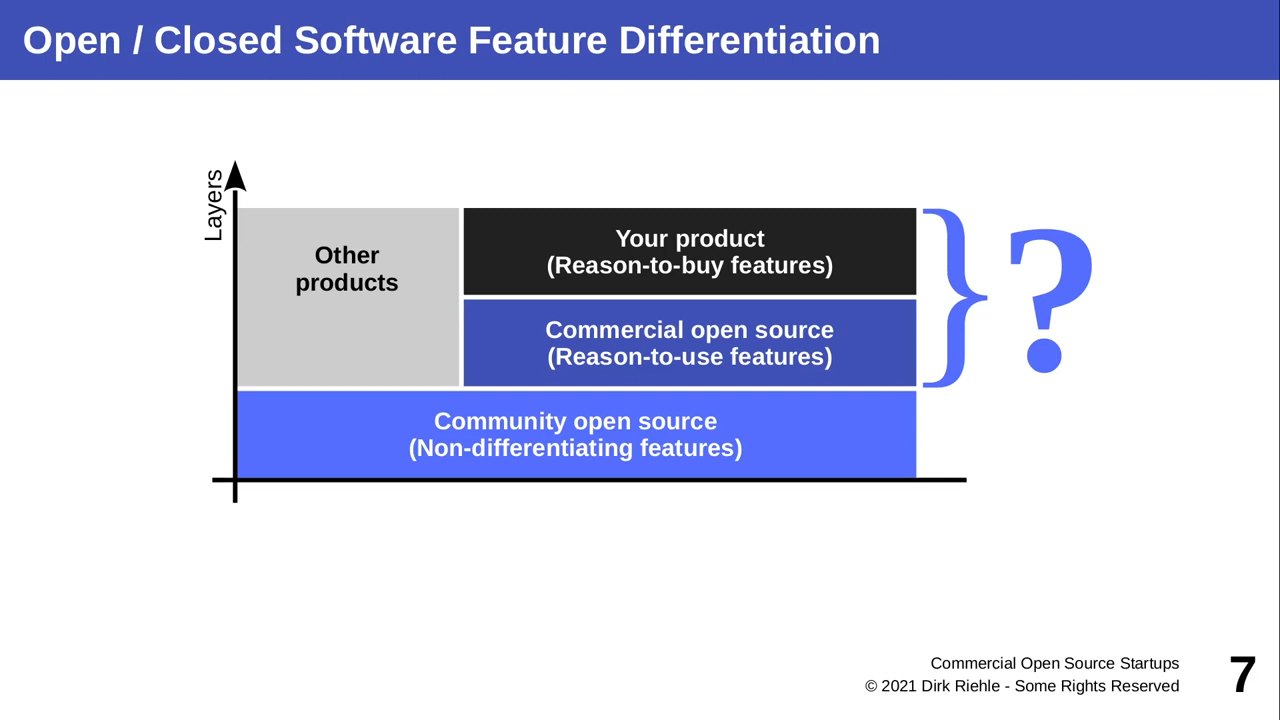 Open / Closed Software Feature Differentiation
Layers
Other
products
Your product
(Reason-to-buy features)
Commercial open source
(Reason-to-use features)
}?
Community open source
(Non-differentiating features)
Commercial Open Source Startups
© 2021 Dirk Riehle - Some Rights Reserved
7